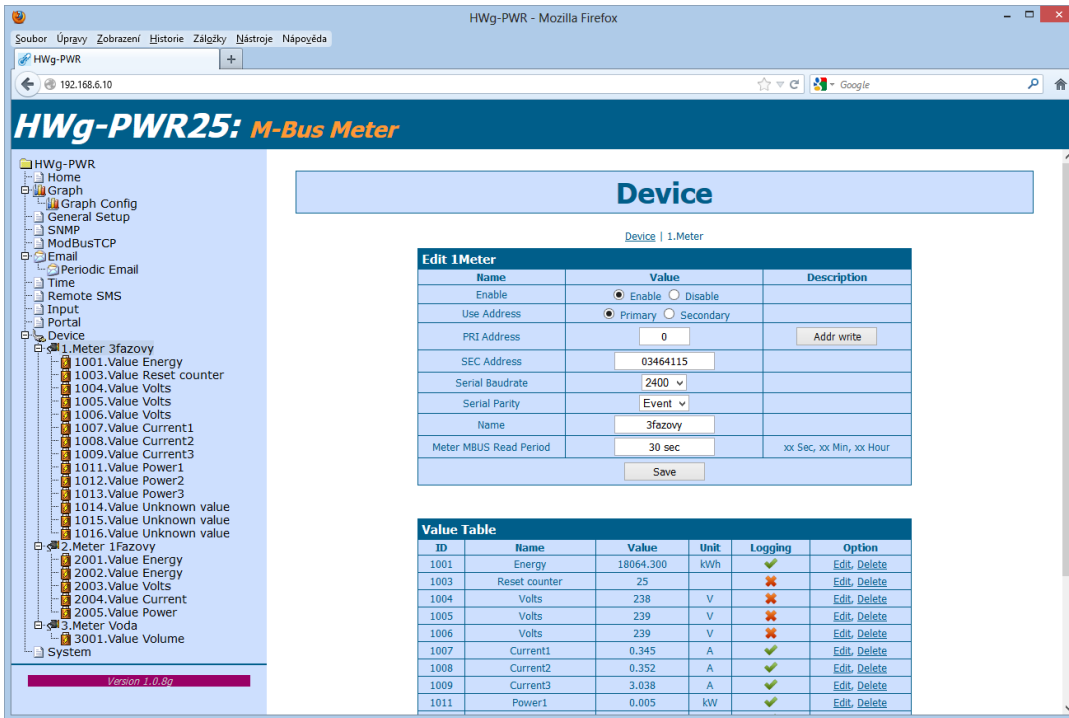 HWg-PWR - Mozilla Firefox
Soubor Úpravy Zobrazení Historie Záložky Nástroje Nápověda
HWg-PWR
192.168.6.10
Google
HWg-PWR25: M-Bus Meter
HWg-PWR
Home
Graph
Graph Config
General Setup
SNMP
ModBusTCP
Email
Periodic Email
Time
Remote SMS
Input
Portal
Device
1.Meter 3fazovy
1001.Value Energy
1003.Value Reset counter
1004.Value Volts
1005.Value Volts
1006.Value Volts
1007.Value Current1
1008.Value Current2
1009.Value Current3
1011.Value Power1
1012.Value Power2
1013.Value Power3
1014.Value Unknown value
1015.Value Unknown value
1016.Value Unknown value
2.Meter 1Fazovy
2001.Value Energy
2002.Value Energy
2003.Value Volts
2004.Value Current
2005.Value Power
3.Meter Voda
3001.Value Volume
System
Version 1.0.8g
Device
Device | 1.Meter
Edit 1Meter
Name Value Description
Enable Enable Disable
Use Address Primary Secondary
PRI Address 0 Addr write
SEC Address 03464115
Serial Baudrate 2400
Serial Parity Event
Name 3fazovy
Meter MBUS Read Period 30 sec xx Sec, xx Min, xx Hour
Save
Value Table
ID Name Value Unit Logging Option
1001 Energy 18064.300 kWh Edit, Delete
1003 Reset counter 25 Edit, Delete
1004 Volts 238 V Edit, Delete
1005 Volts 239 V Edit, Delete
1006 Volts 239 V Edit, Delete
1007 Current1 0.345 A Edit, Delete
1008 Current2 0.352 A Edit, Delete
1009 Current3 3.038 A Edit, Delete
1011 Power1 0.005 kW Edit, Delete